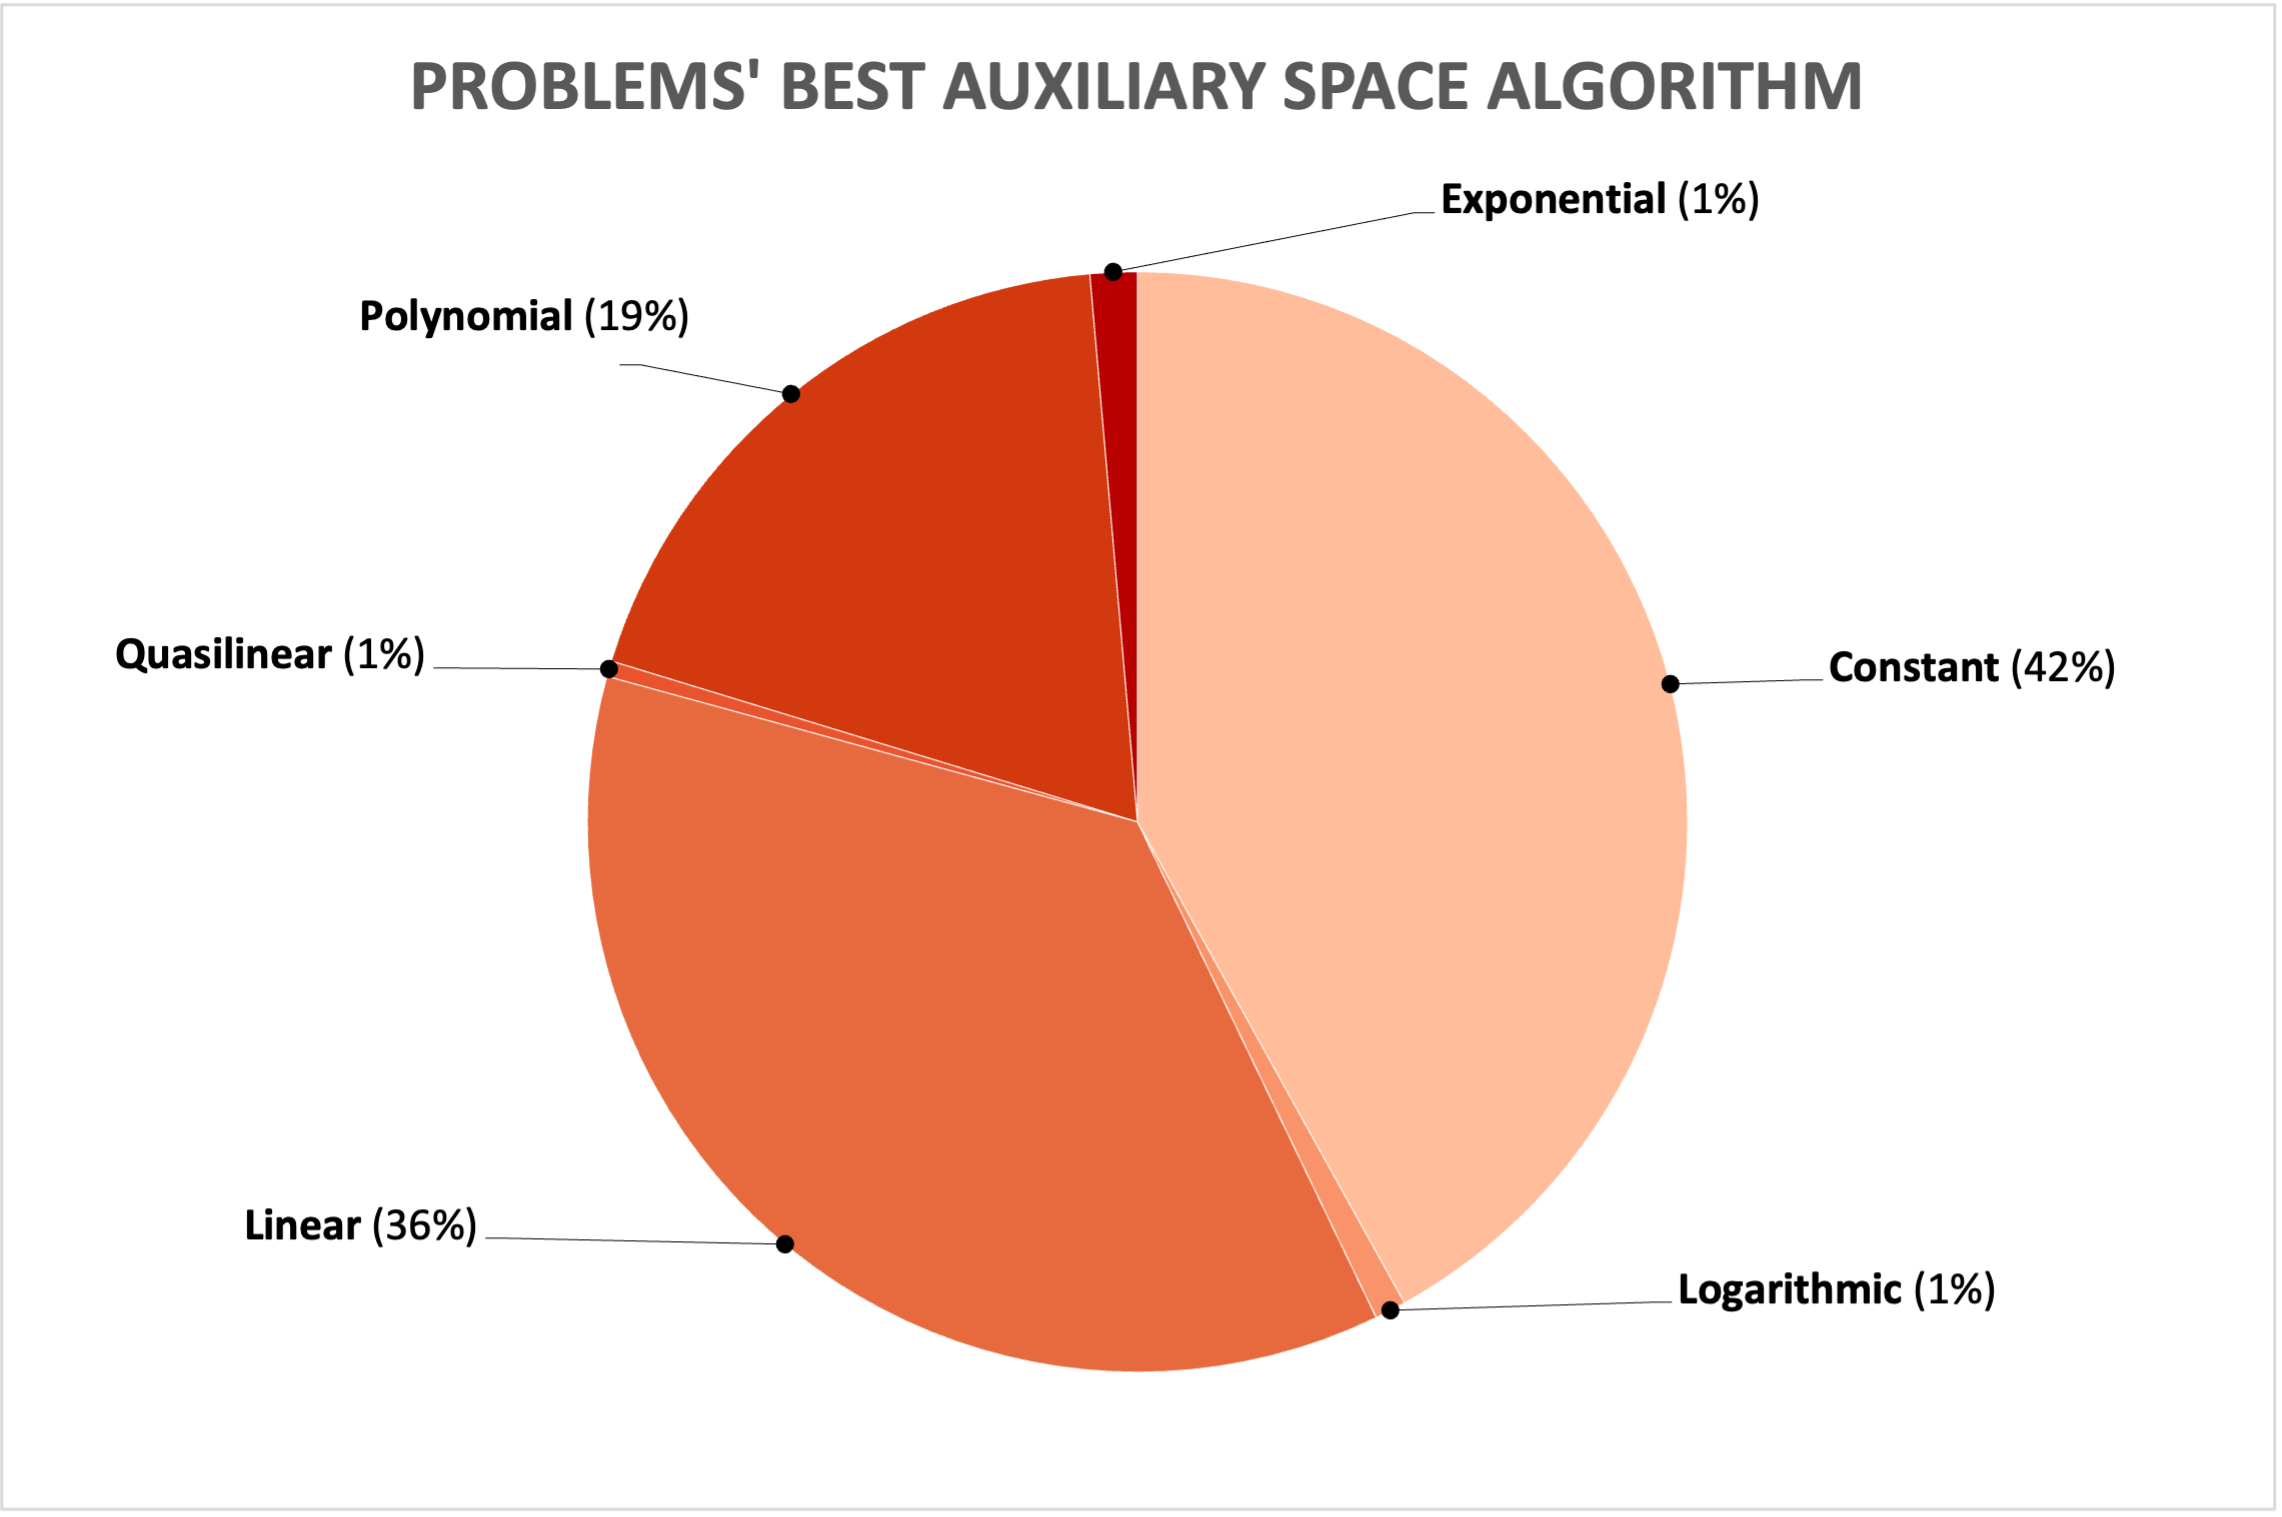 PROBLEMS' BEST AUXILIARY SPACE ALGORITHM
Exponential (1%)
Polynomial (19%)
Quasilinear (1%)
Constant (42%)
Linear (36%)
Logarithmic (1%)